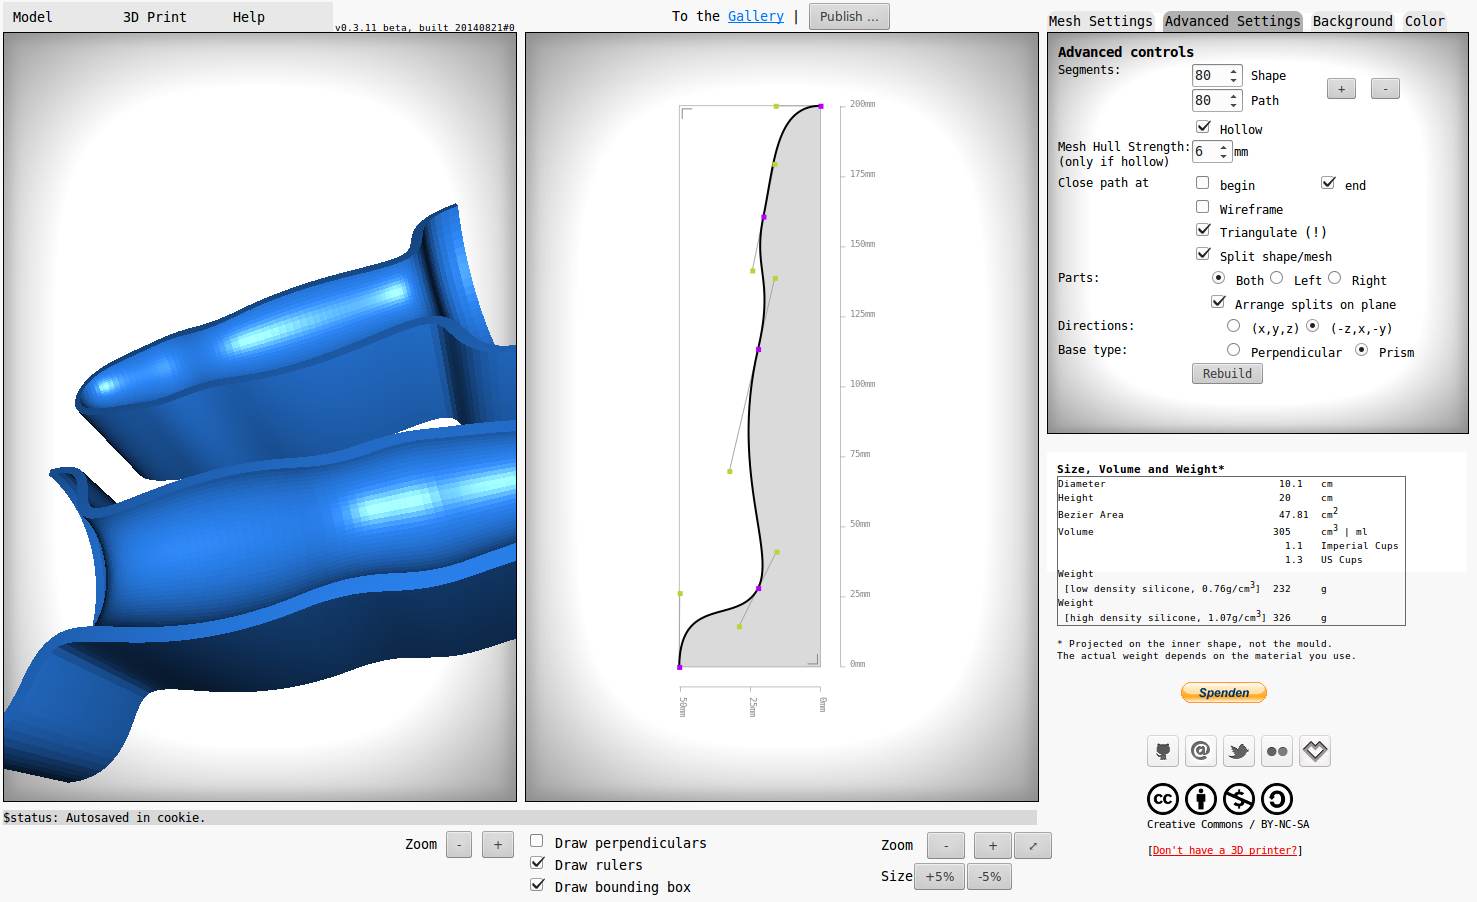 Model 3D Print Help
v0.3.11 beta, built 20140821#0
To the Gallery | Publish ...
Mesh Settings Advanced Settings Background Color
Advanced controls
Segments: 80 Shape + -
80 Path
Hollow
Mesh Hull Strength: 6 mm
(only if hollow)
Close path at begin end
Wireframe
Triangulate (!)
Split shape/mesh
Parts: Both Left Right
Arrange splits on plane
Directions: (x,y,z) (-z,x,-y)
Base type: Perpendicular Prism
Rebuild
200mm
175mm
150mm
125mm
100mm
75mm
50mm
25mm
0mm
50mm 25mm 0mm
Size, Volume and Weight*
Diameter 10.1 cm
Height 20 cm
Bezier Area 47.81 cm2
Volume 305 cm3 | ml
1.1 Imperial Cups
1.3 US Cups
Weight
[low density silicone, 0.76g/cm3] 232 g
Weight
[high density silicone, 1.07g/cm3] 326 g
* Projected on the inner shape, not the mould.
The actual weight depends on the material you use.
Spenden
Creative Commons / BY-NC-SA
[Don't have a 3D printer?]
$status: Autosaved in cookie.
Zoom - +
Draw perpendiculars
Draw rulers
Draw bounding box
Zoom - +
Size +5% -5%